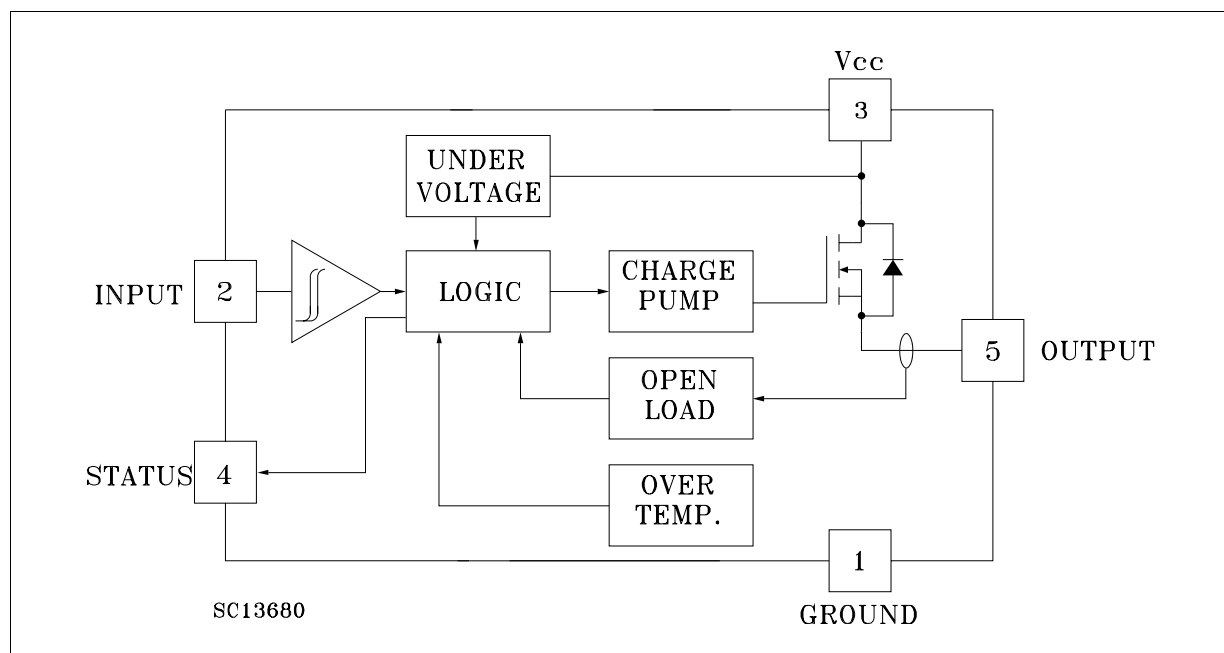 Vcc
3
UNDER
VOLTAGE
INPUT
2
LOGIC
CHARGE
PUMP
5
OUTPUT
OPEN
LOAD
STATUS
4
OVER
TEMP.
1
GROUND
SC13680